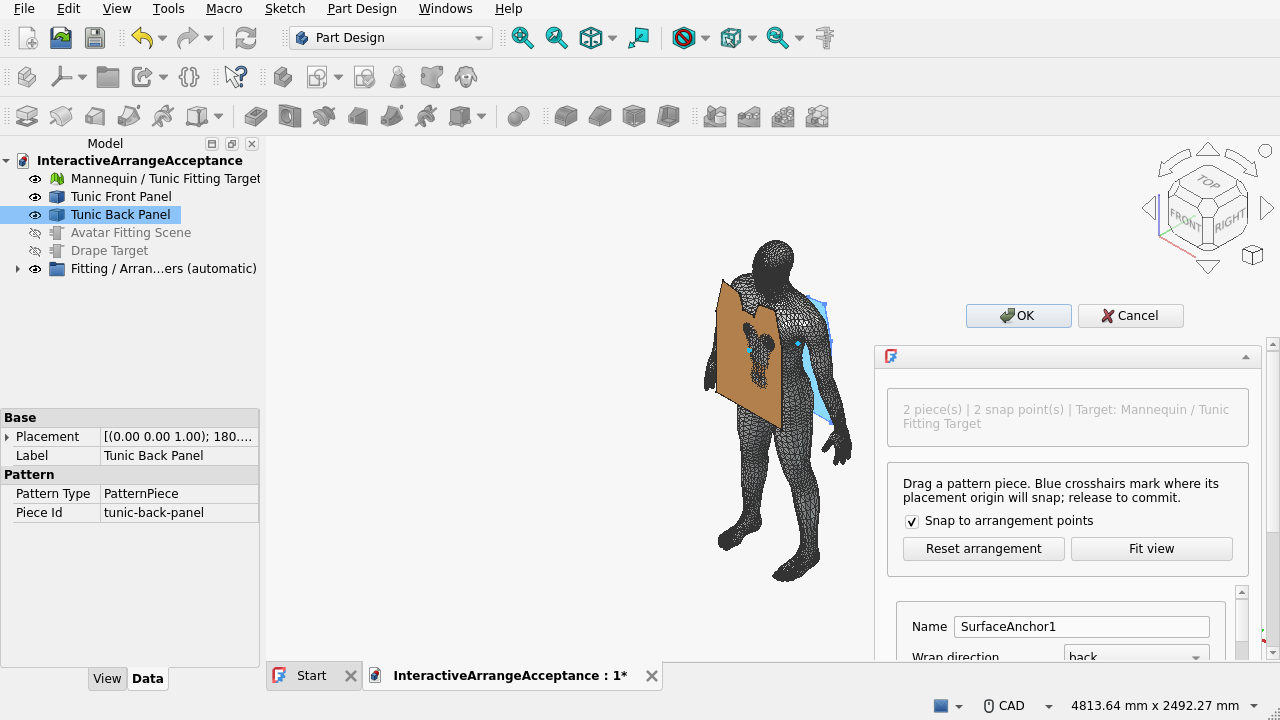 File Edit View Tools Macro Sketch Part Design Windows Help
Part Design
Model
InteractiveArrangeAcceptance
Mannequin / Tunic Fitting Target
Tunic Front Panel
Tunic Back Panel
Avatar Fitting Scene
Drape Target
Fitting / Arran...ers (automatic)
TOP
FRONT
RIGHT
OK Cancel
2 piece(s) | 2 snap point(s) | Target: Mannequin / Tunic
Fitting Target
Drag a pattern piece. Blue crosshairs mark where its
placement origin will snap; release to commit.
Snap to arrangement points
Reset arrangement Fit view
Name SurfaceAnchor1
Wrap direction back
Base
Placement [(0.00 0.00 1.00); 180....
Label Tunic Back Panel
Pattern
Pattern Type PatternPiece
Piece Id tunic-back-panel
View Data
Start InteractiveArrangeAcceptance : 1*
CAD 4813.64 mm x 2492.27 mm